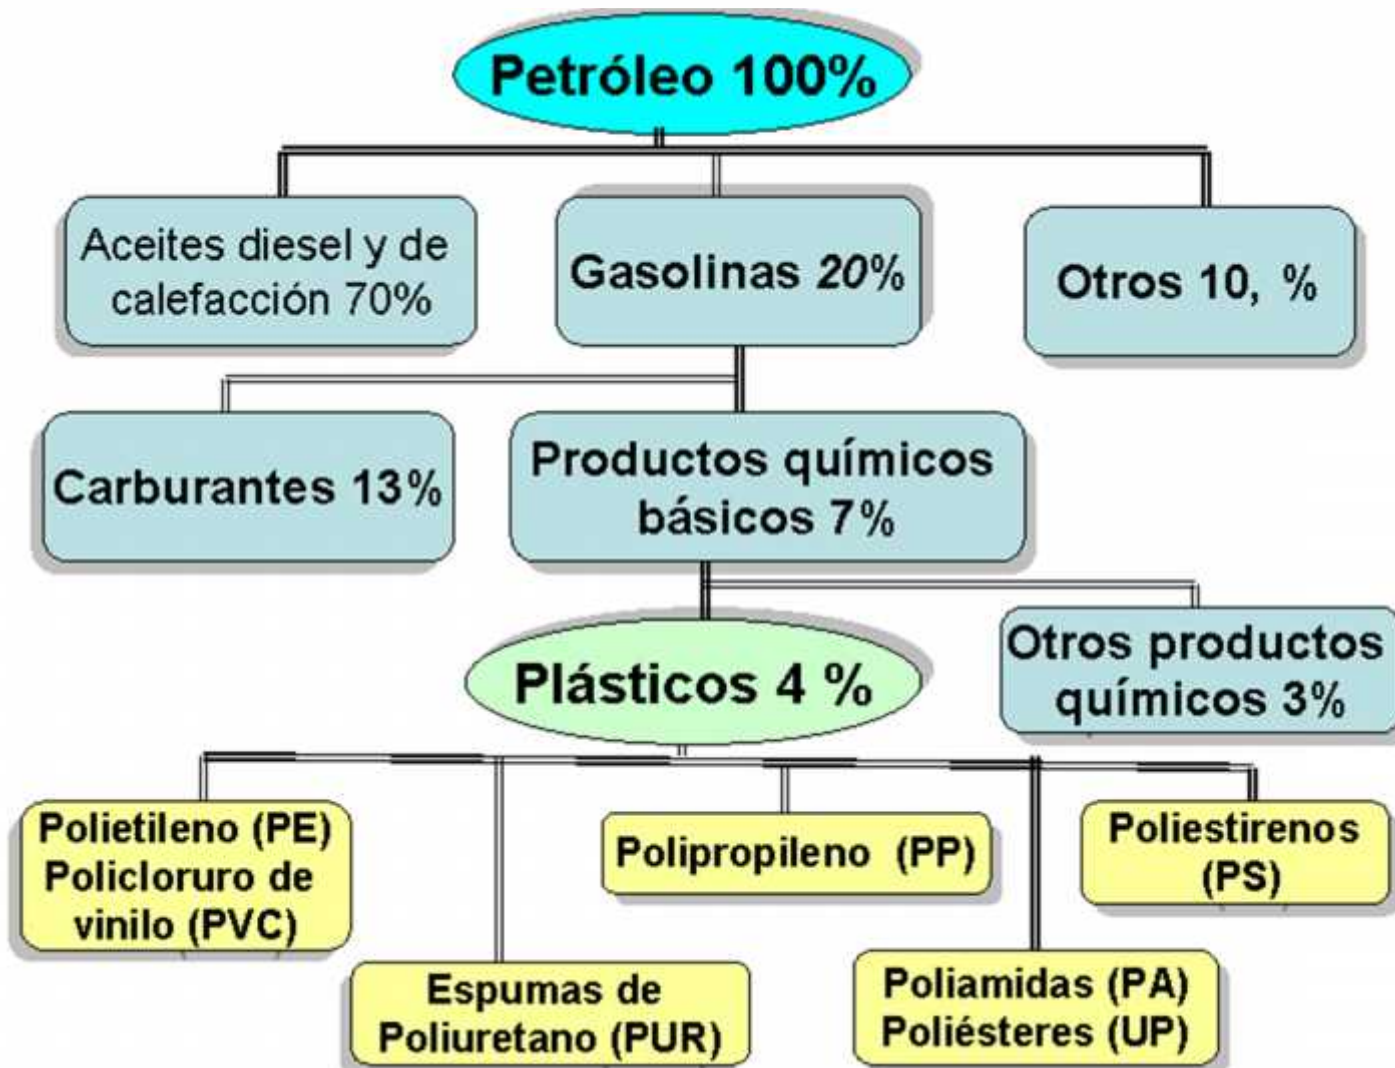 Petróleo 100%
Aceites diesel y de
calefacción 70%
Gasolinas 20%
Otros 10, %
Carburantes 13%
Productos químicos
básicos 7%
Plásticos 4 %
Otros productos
químicos 3%
Polietileno (PE)
Policloruro de
vinilo (PVC)
Espumas de
Poliuretano (PUR)
Polipropileno (PP)
Poliamidas (PA)
Poliésteres (UP)
Poliestirenos
(PS)